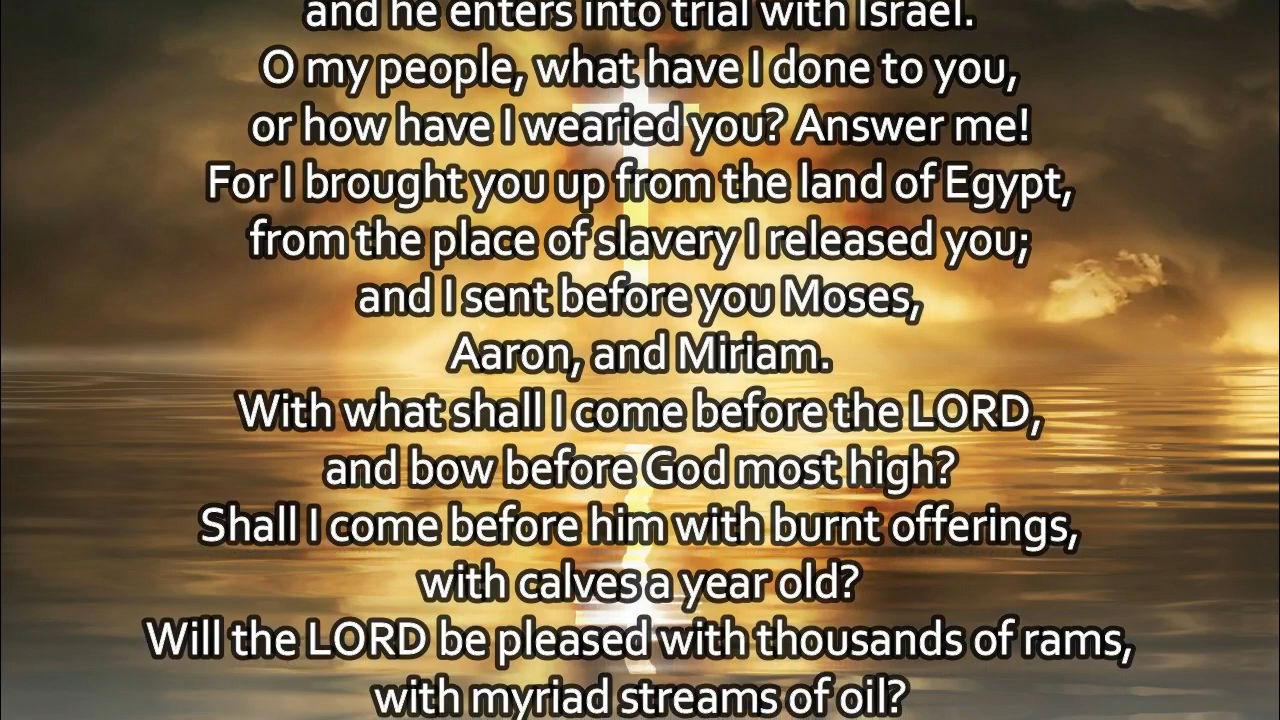 and he enters into trial with Israel.
O my people, what have I done to you,
or how have I wearied you? Answer me!
For I brought you up from the land of Egypt,
from the place of slavery I released you;
and I sent before you Moses,
Aaron, and Miriam.
With what shall I come before the LORD,
and bow before God most high?
Shall I come before him with burnt offerings,
with calves a year old?
Will the LORD be pleased with thousands of rams,
with myriad streams of oil?